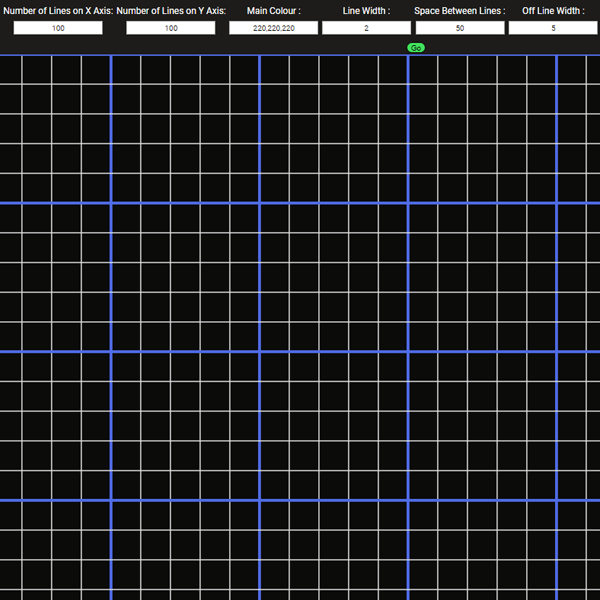 Number of Lines on X Axis: Number of Lines on Y Axis: Main Colour : Line Width : Space Between Lines : Off Line Width :
100 100 220,220,220 2 50 5
Go